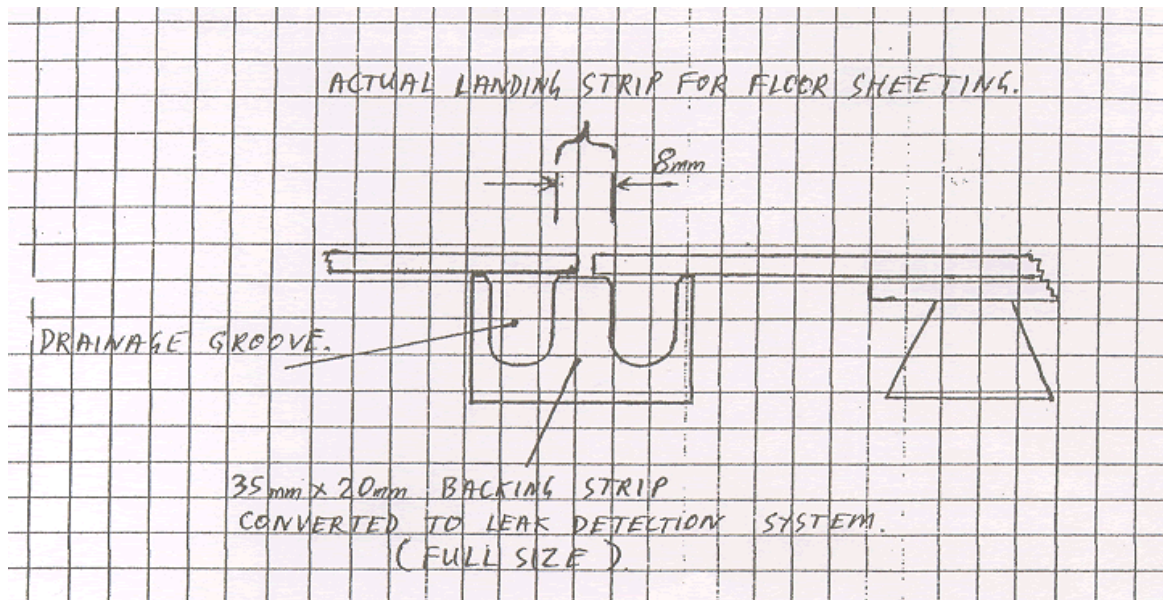 ACTUAL LANDING STRIP FOR FLOOR SHEETING.
8mm
DRAINAGE GROOVE.
35mm x 20mm BACKING STRIP
CONVERTED TO LEAK DETECTION SYSTEM.
(FULL SIZE).